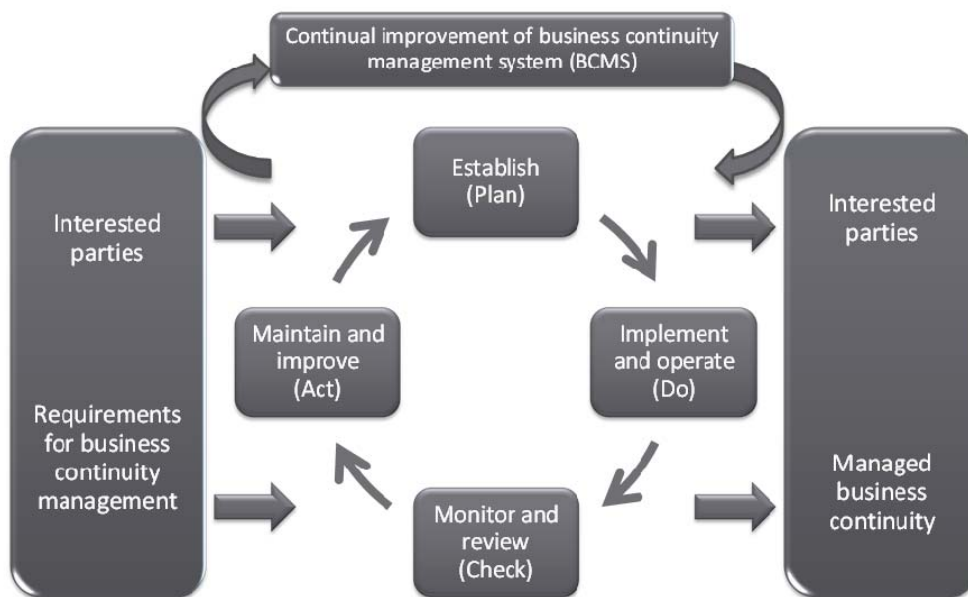 Continual improvement of business continuity
management system (BCMS)
Establish
(Plan)
Interested
parties
Interested
parties
Maintain and
improve
(Act)
Implement
and operate
(Do)
Requirements
for business
continuity
management
Managed
business
continuity
Monitor and
review
(Check)